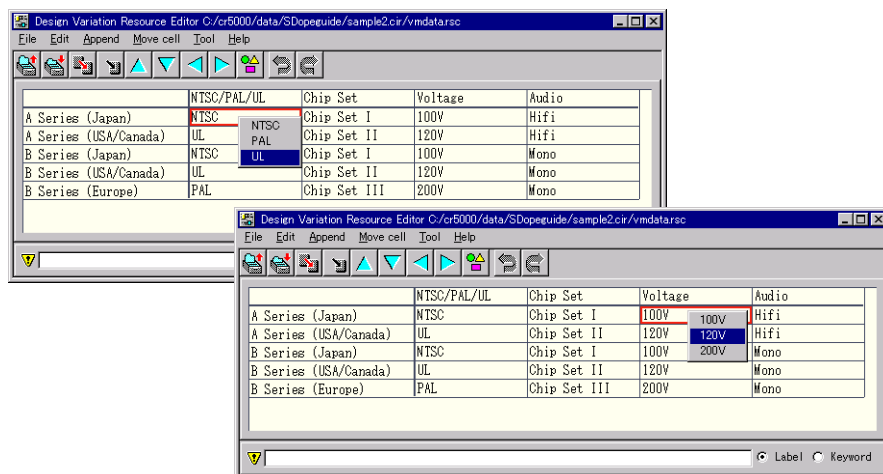 Design Variation Resource Editor C:/cr5000/data/SDopeguide/sample2.cir/vmdata.rsc
File Edit Append Move cell Tool Help
NTSC/PAL/UL Chip Set Voltage Audio
A Series (Japan) NTSC Chip Set I 100V Hifi
A Series (USA/Canada) UL Chip Set II 120V Hifi
B Series (Japan) NTSC Chip Set I 100V Mono
B Series (USA/Canada) UL Chip Set II 120V Mono
B Series (Europe) PAL Chip Set III 200V Mono
NTSC
PAL
UL
Design Variation Resource Editor C:/cr5000/data/SDopeguide/sample2.cir/vmdata.rsc
File Edit Append Move cell Tool Help
NTSC/PAL/UL Chip Set Voltage Audio
A Series (Japan) NTSC Chip Set I 100V Hifi
A Series (USA/Canada) UL Chip Set II 120V Hifi
B Series (Japan) NTSC Chip Set I 100V Mono
B Series (USA/Canada) UL Chip Set II 120V Mono
B Series (Europe) PAL Chip Set III 200V Mono
100V
120V
200V
Label Keyword